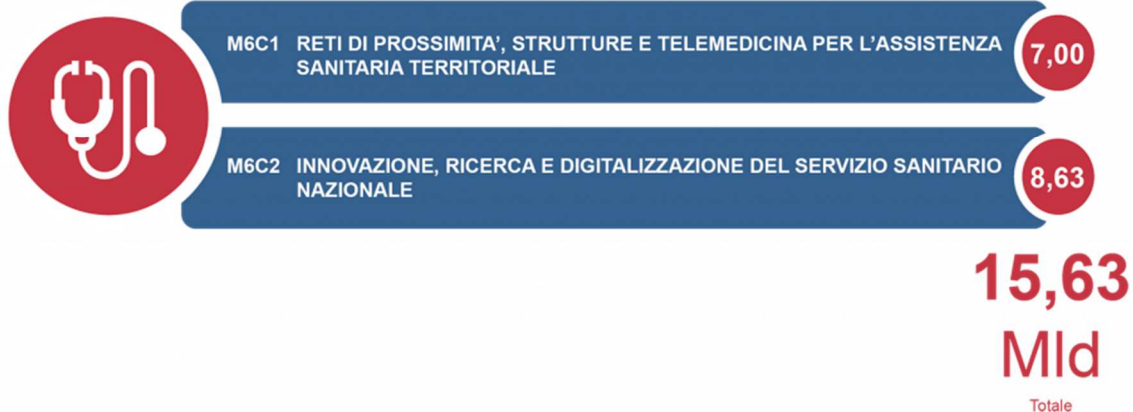 M6C1 RETI DI PROSSIMITA', STRUTTURE E TELEMEDICINA PER L'ASSISTENZA
SANITARIA TERRITORIALE
7,00
M6C2 INNOVAZIONE, RICERCA E DIGITALIZZAZIONE DEL SERVIZIO SANITARIO
NAZIONALE
8,63
15,63
Mld
Totale